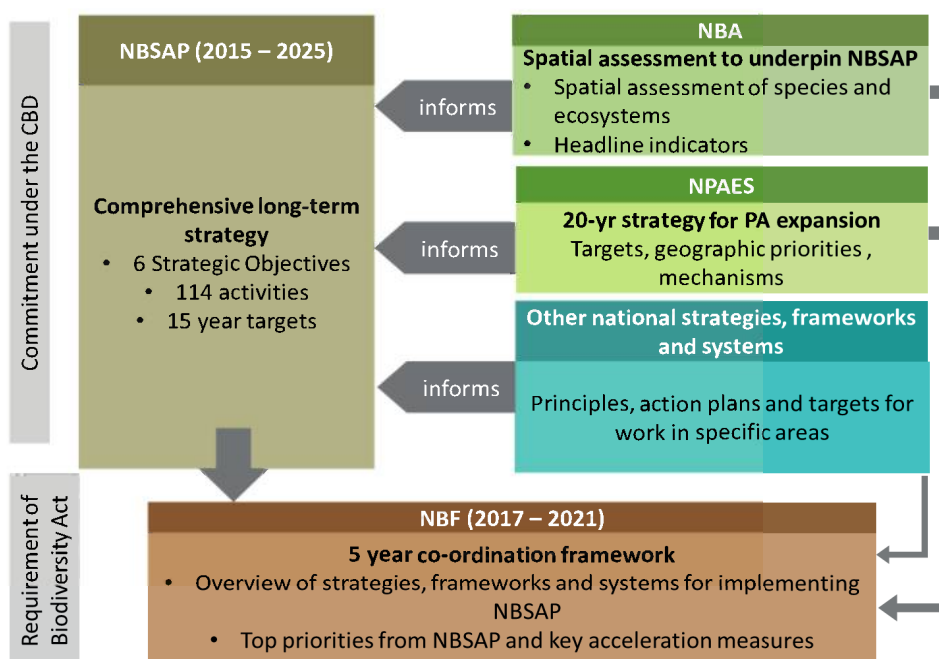 Commitment under the CBD
NBSAP (2015 – 2025)
Comprehensive long-term
strategy
• 6 Strategic Objectives
• 114 activities
• 15 year targets
informs
informs
NBA
Spatial assessment to underpin NBSAP
• Spatial assessment of species and
ecosystems
• Headline indicators
NPAES
20-yr strategy for PA expansion
Targets, geographic priorities ,
mechanisms
Other national strategies, frameworks
and systems
Principles, action plans and targets for
work in specific areas
Requirement of
Biodiversity Act
NBF (2017 – 2021)
5 year co-ordination framework
• Overview of strategies, frameworks and systems for implementing
NBSAP
• Top priorities from NBSAP and key acceleration measures